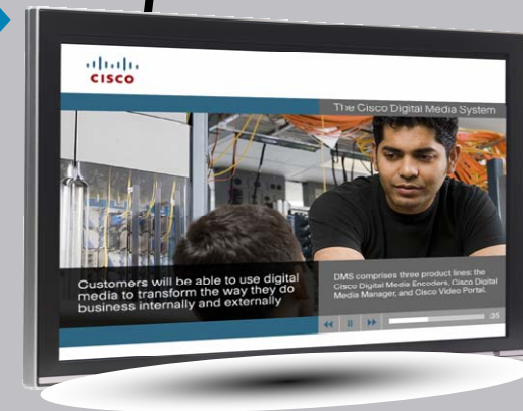 CISCO
The Cisco Digital Media System
Customers will be able to use digital
media to transform the way they do
business internally and externally
DMS comprises three product lines: the
Cisco Digital Media Encoders, Cisco Digital
Media Manager, and Cisco Video Portal.
:35